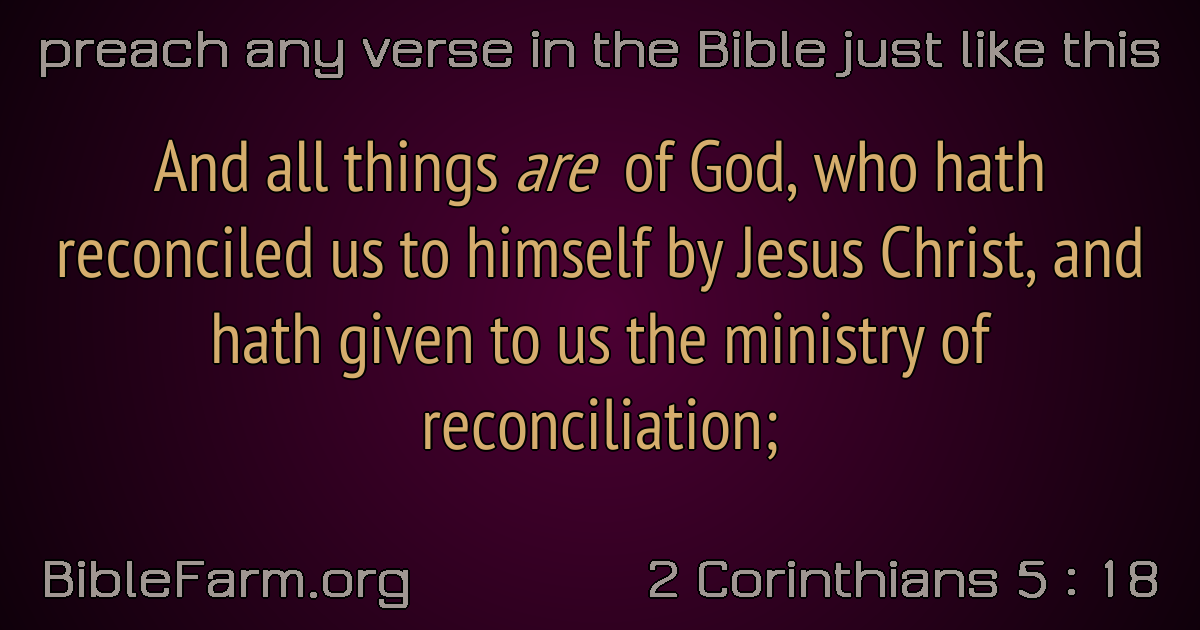 preach any verse in the Bible just like this
And all things are of God, who hath
reconciled us to himself by Jesus Christ, and
hath given to us the ministry of
reconciliation;
BibleFarm.org
2 Corinthians 5 : 18